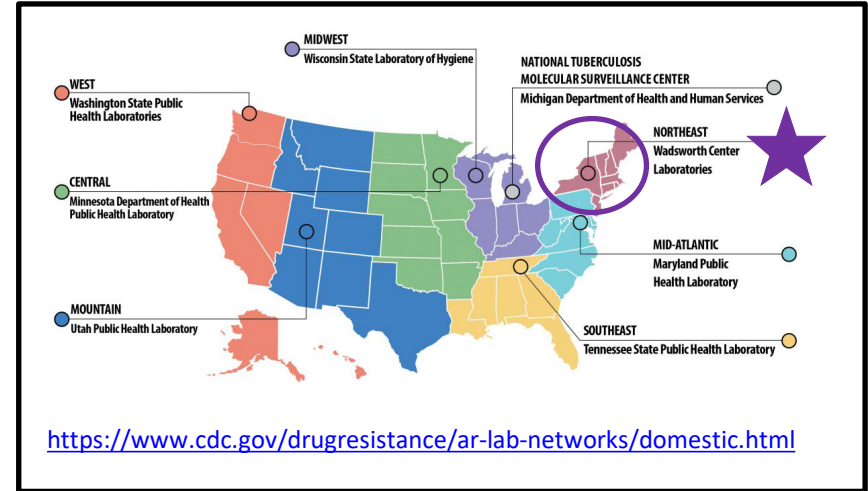 MIDWEST
Wisconsin State Laboratory of Hygiene
NATIONAL TUBERCULOSIS
MOLECULAR SURVEILLANCE CENTER
Michigan Department of Health and Human Services
WEST
Washington State Public
Health Laboratories
NORTHEAST
Wadsworth Center
Laboratories
CENTRAL
Minnesota Department of Health
Public Health Laboratory
MID-ATLANTIC
Maryland Public
Health Laboratory
MOUNTAIN
Utah Public Health Laboratory
SOUTHEAST
Tennessee State Public Health Laboratory
https://www.cdc.gov/drugresistance/ar-lab-networks/domestic.html